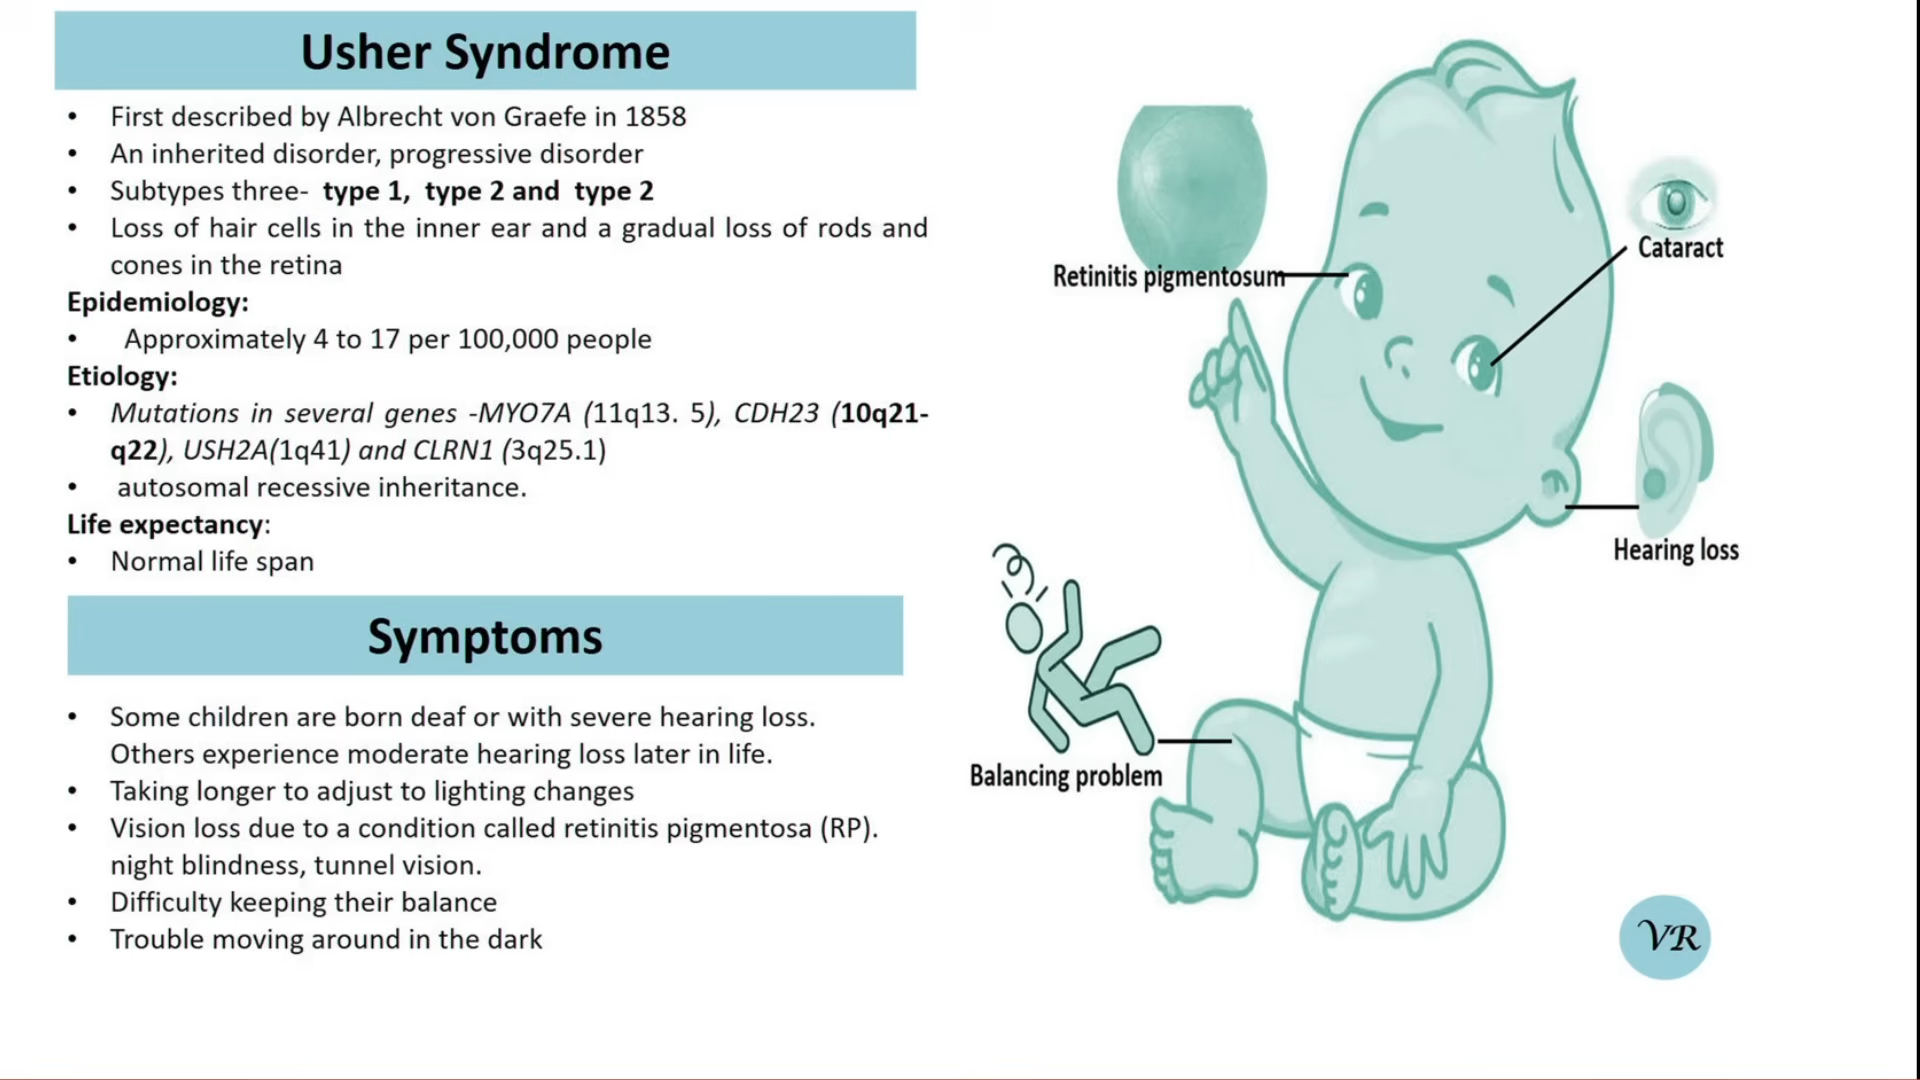 Usher Syndrome
• First described by Albrecht von Graefe in 1858
• An inherited disorder, progressive disorder
• Subtypes three- type 1, type 2 and type 2
• Loss of hair cells in the inner ear and a gradual loss of rods and
cones in the retina
Epidemiology:
• Approximately 4 to 17 per 100,000 people
Etiology:
• Mutations in several genes -MYO7A (11q13. 5), CDH23 (10q21-
q22), USH2A(1q41) and CLRN1 (3q25.1)
• autosomal recessive inheritance.
Life expectancy:
• Normal life span
Symptoms
• Some children are born deaf or with severe hearing loss.
Others experience moderate hearing loss later in life.
• Taking longer to adjust to lighting changes
• Vision loss due to a condition called retinitis pigmentosa (RP).
night blindness, tunnel vision.
• Difficulty keeping their balance
• Trouble moving around in the dark
Retinitis pigmentosum
Cataract
Hearing loss
Balancing problem
VR